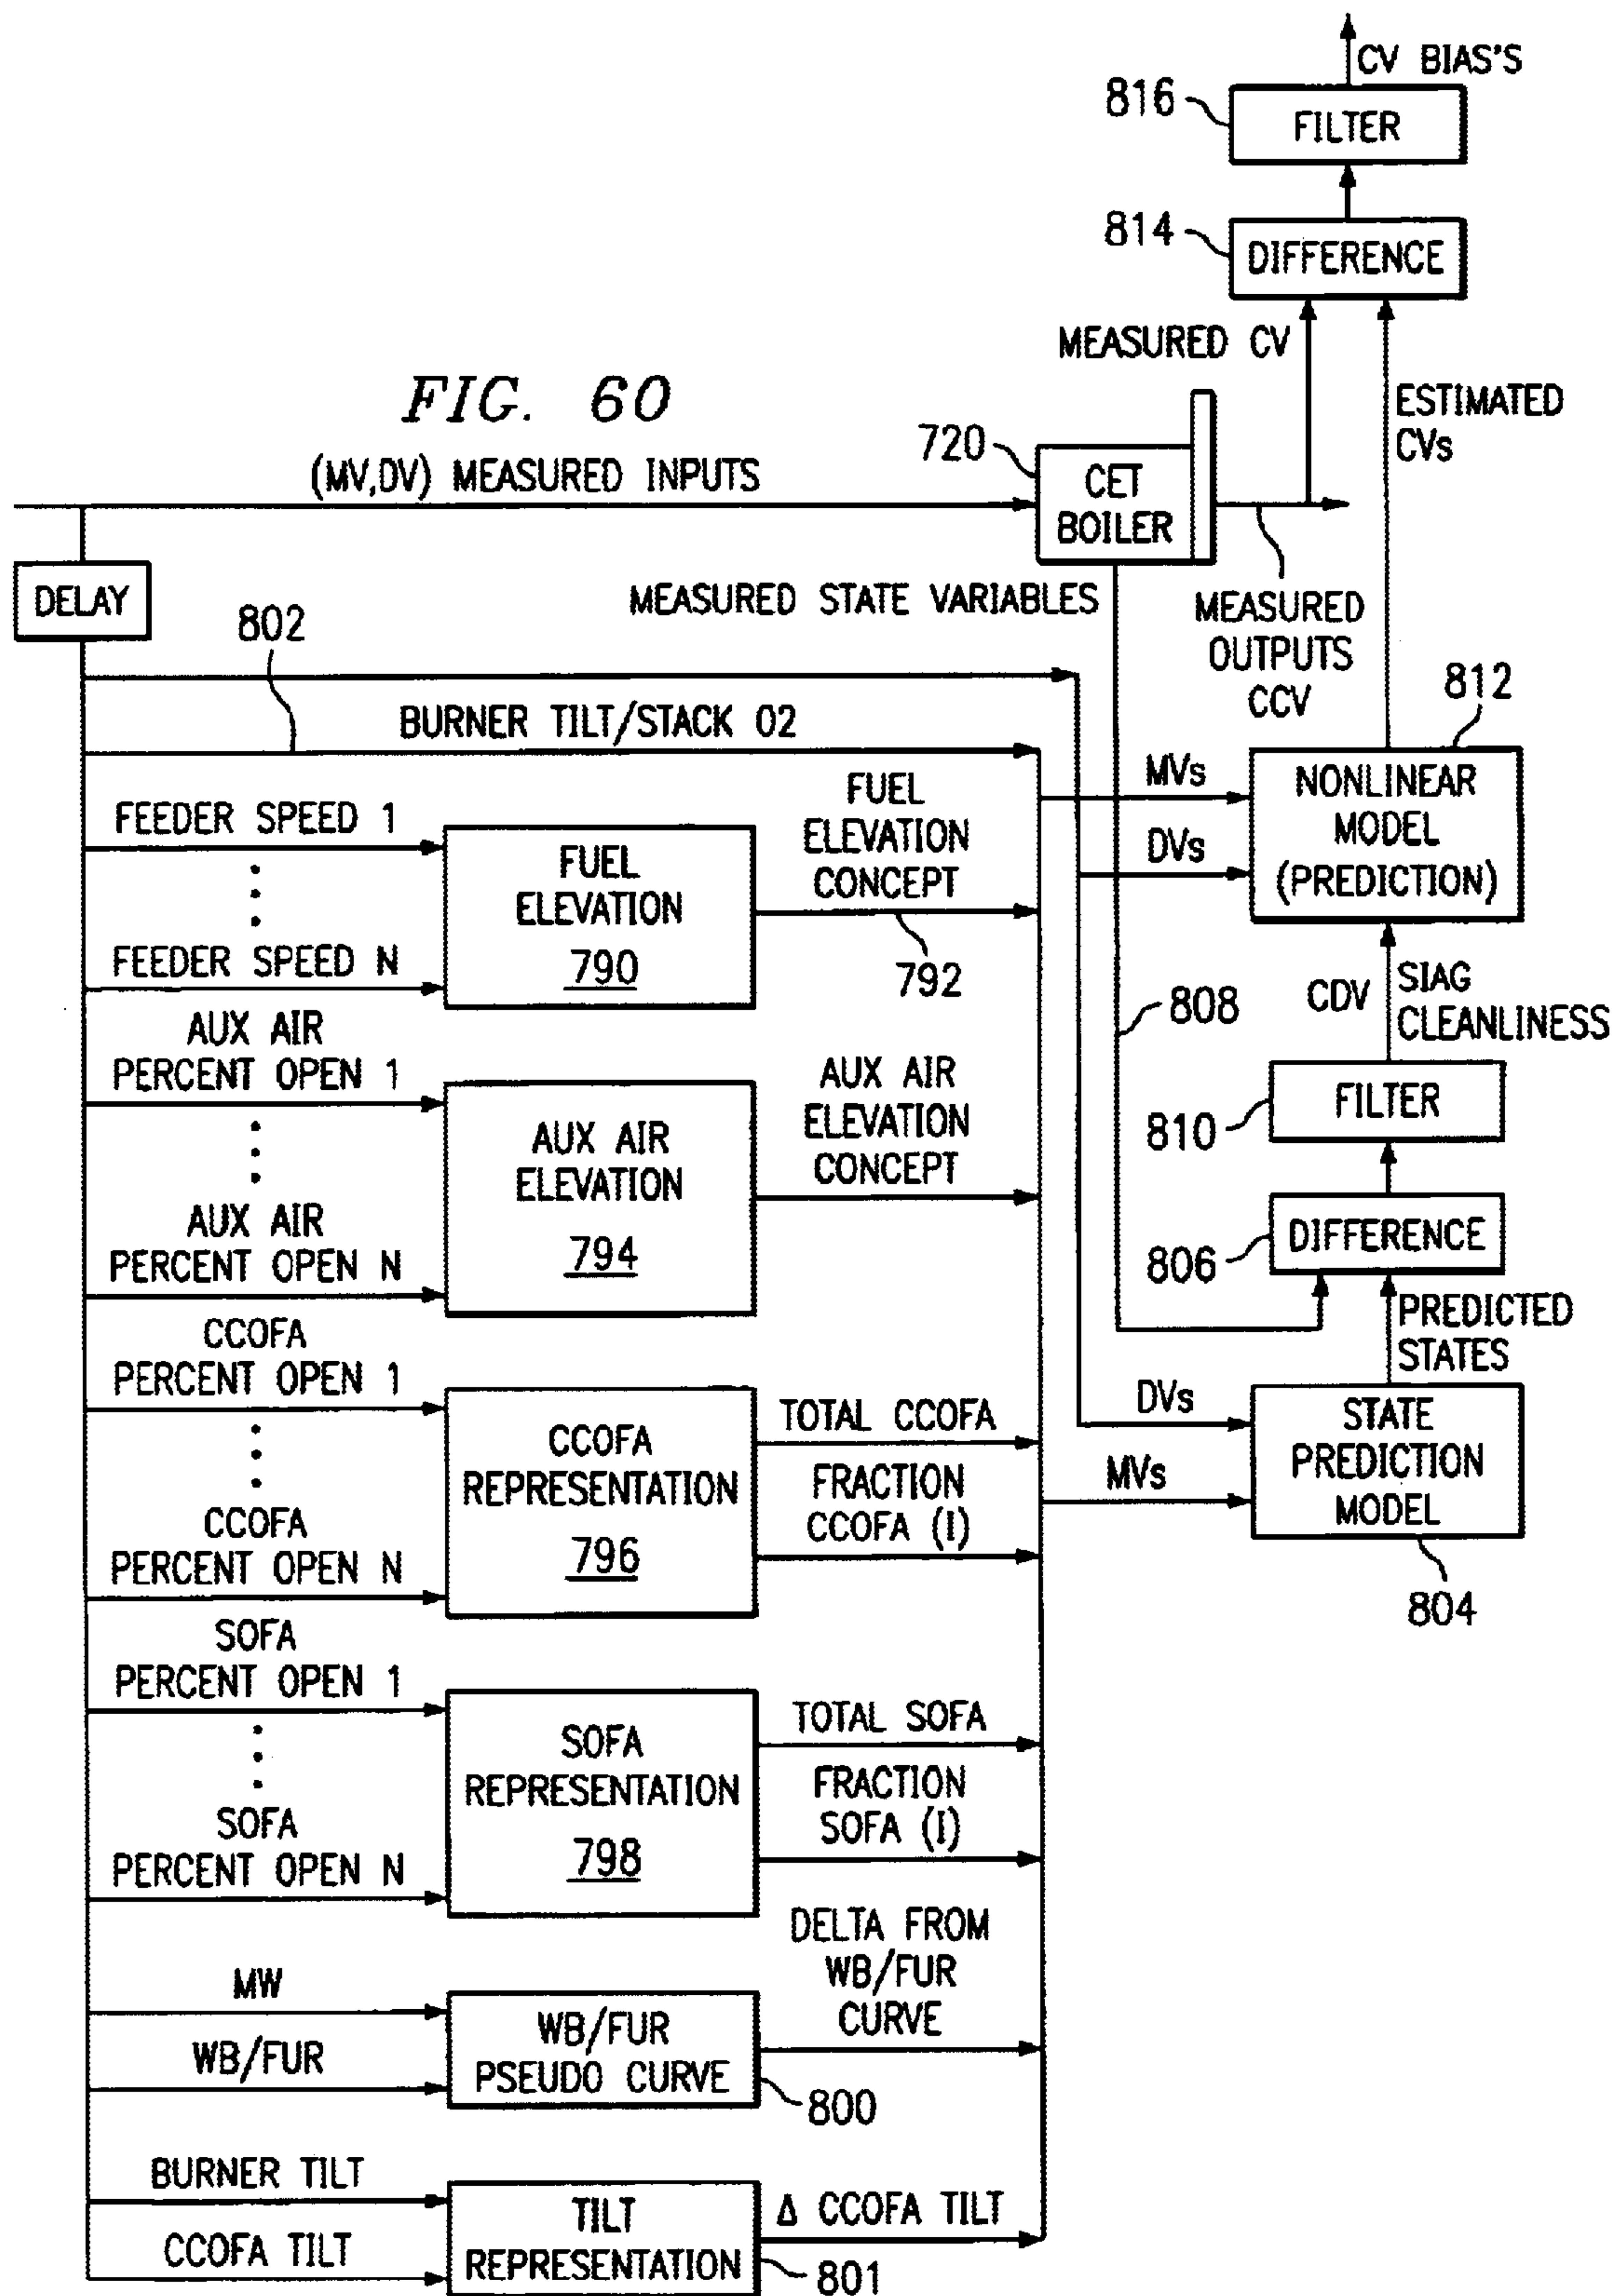 CV BIAS'S
816
FILTER
814
DIFFERENCE
MEASURED CV
FIG. 60
ESTIMATED
CVs
720
(MV,DV) MEASURED INPUTS
CET
BOILER
DELAY
MEASURED STATE VARIABLES
MEASURED
OUTPUTS
CCV
802
812
BURNER TILT/STACK O2
MVs
NONLINEAR
MODEL
(PREDICTION)
DVs
FEEDER SPEED 1
FUEL
ELEVATION
790
FUEL
ELEVATION
CONCEPT
792
FEEDER SPEED N
808
CDV
SIAG
CLEANLINESS
AUX AIR
PERCENT OPEN 1
AUX AIR
ELEVATION
794
AUX AIR
ELEVATION
CONCEPT
810
FILTER
AUX AIR
PERCENT OPEN N
806
DIFFERENCE
PREDICTED
STATES
CCOFA
PERCENT OPEN 1
CCOFA
REPRESENTATION
796
TOTAL CCOFA
FRACTION
CCOFA (I)
DVs
MVs
STATE
PREDICTION
MODEL
804
CCOFA
PERCENT OPEN N
SOFA
PERCENT OPEN 1
SOFA
REPRESENTATION
798
TOTAL SOFA
FRACTION
SOFA (I)
SOFA
PERCENT OPEN N
MW
WB/FUR
WB/FUR
PSEUDO CURVE
800
DELTA FROM
WB/FUR
CURVE
BURNER TILT
CCOFA TILT
TILT
REPRESENTATION
801
Δ CCOFA TILT